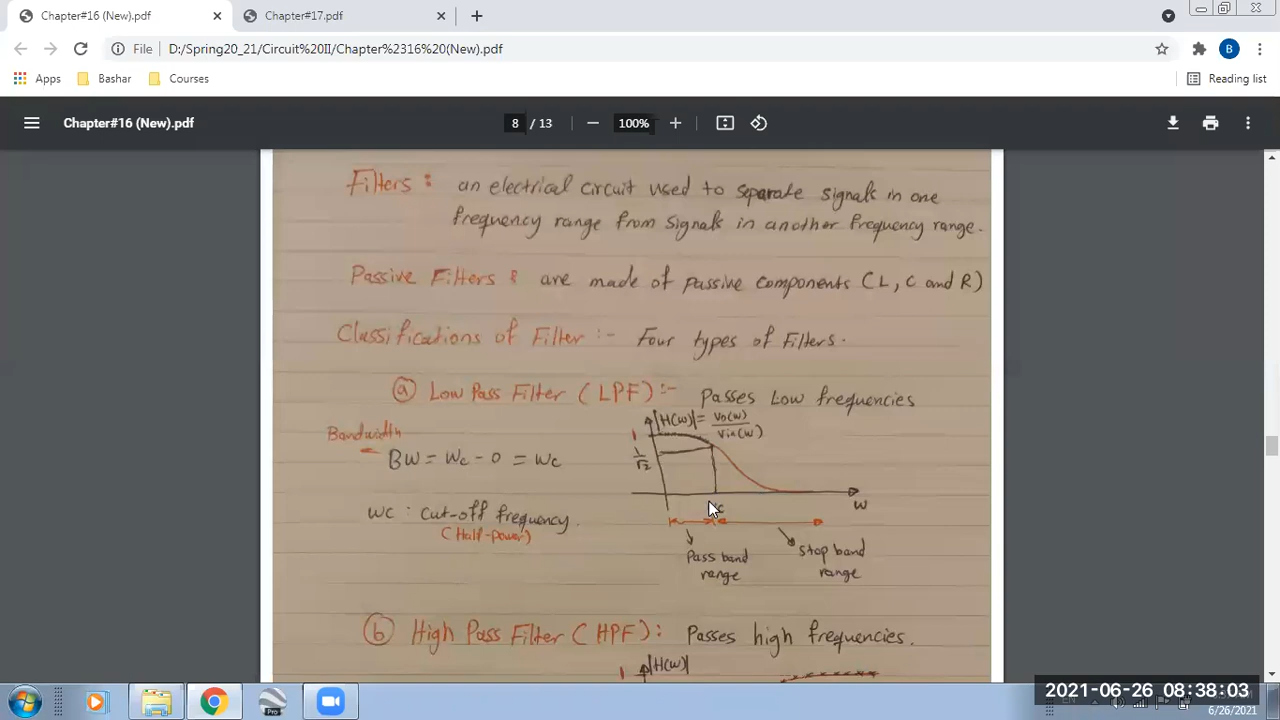 Chapter#16 (New).pdf
Chapter#17.pdf
File
D:/Spring20_21/Circuit%20II/Chapter%2316%20(New).pdf
B
Apps
Bashar
Courses
Reading list
Chapter#16 (New).pdf
8 / 13
100%
Filters : an electrical circuit used to separate signals in one
frequency range from signals in another frequency range.
Passive Filters : are made of passive components (L, C and R)
Classifications of Filter :- Four types of Filters.
(a) Low Pass Filter (LPF) :- Passes Low frequencies
|H(ω)| = Vo(ω)/Vin(ω)
1
1/√2
Bandwidth
BW = ωc - 0 = ωc
ωc : Cut-off frequency.
(Half-power)
ω
Pass band
range
Stop band
range
(b) High Pass Filter (HPF) : Passes high frequencies.
1 |H(ω)|
Pro
2021-06-26 08:38:03
6/26/2021